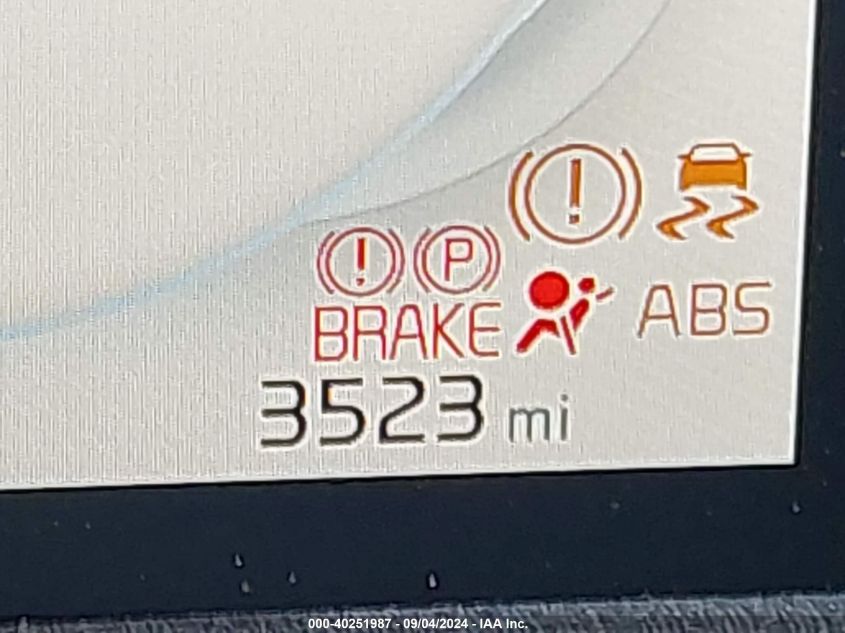 !
! P
BRAKE ABS
3523 mi
000-40251987 - 09/04/2024 - IAA Inc.